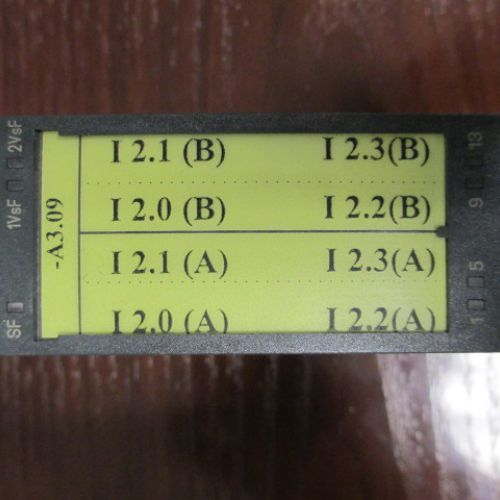 2VsF
1VsF
SF
-A3.09
I 2.1 (B) I 2.3(B)
I 2.0 (B) I 2.2(B)
I 2.1 (A) I 2.3(A)
I 2.0 (A) I 2.2(A)
13
9
5
1